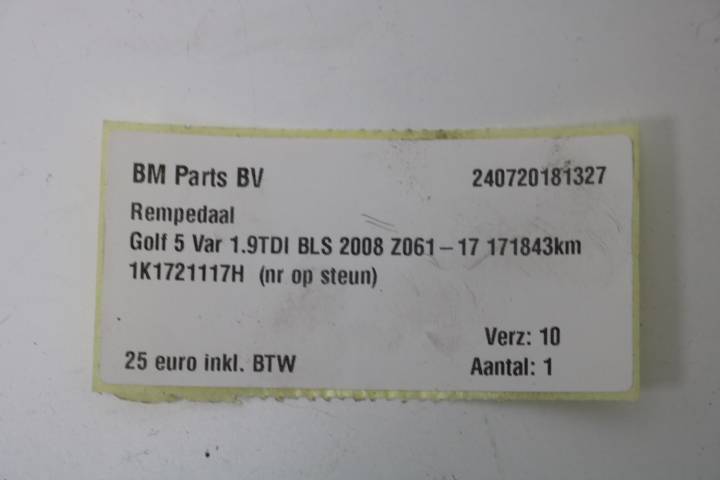 BM Parts BV 240720181327
Rempedaal
Golf 5 Var 1.9TDI BLS 2008 Z061-17 171843km
1K1721117H (nr op steun)
Verz: 10
25 euro inkl. BTW Aantal: 1